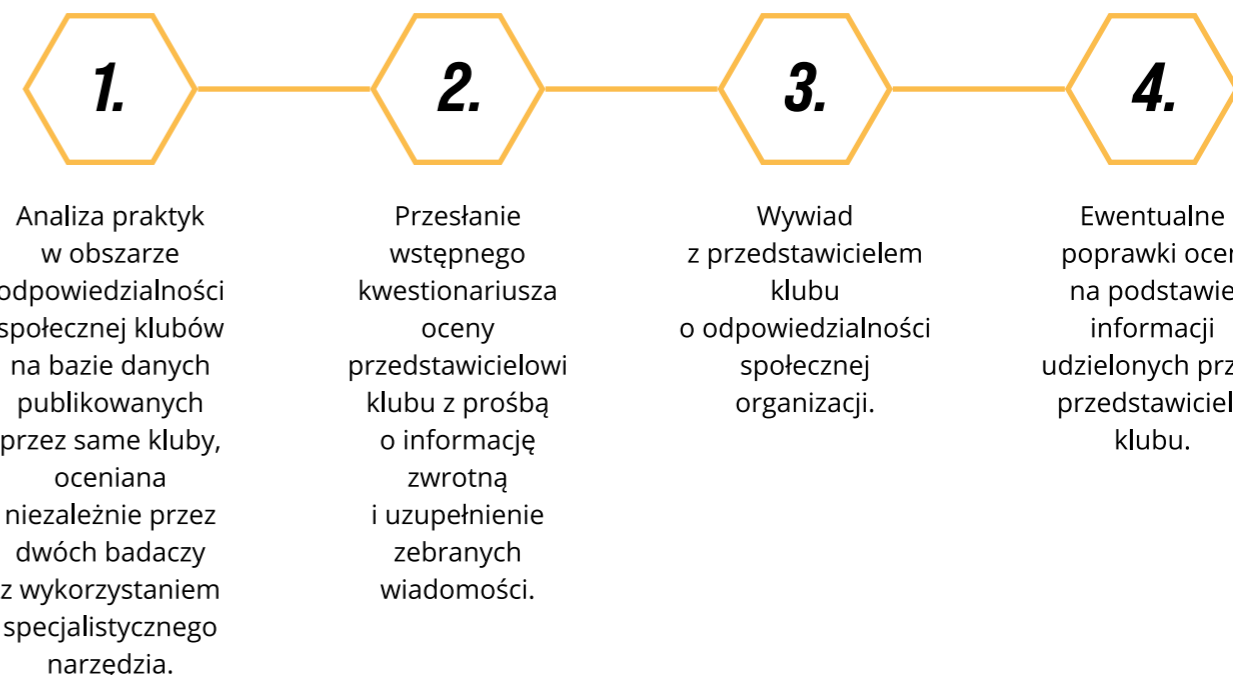 1.
2.
3.
4.
Analiza praktyk
w obszarze
odpowiedzialności
społecznej klubów
na bazie danych
publikowanych
przez same kluby,
oceniana
niezależnie przez
dwóch badaczy
z wykorzystaniem
specjalistycznego
narzędzia.
Przesłanie
wstępnego
kwestionariusza
oceny
przedstawicielowi
klubu z prośbą
o informację
zwrotną
i uzupełnienie
zebranych
wiadomości.
Wywiad
z przedstawicielem
klubu
o odpowiedzialności
społecznej
organizacji.
Ewentualne
poprawki
na podstawie
informacji
udzielonych
klubu.